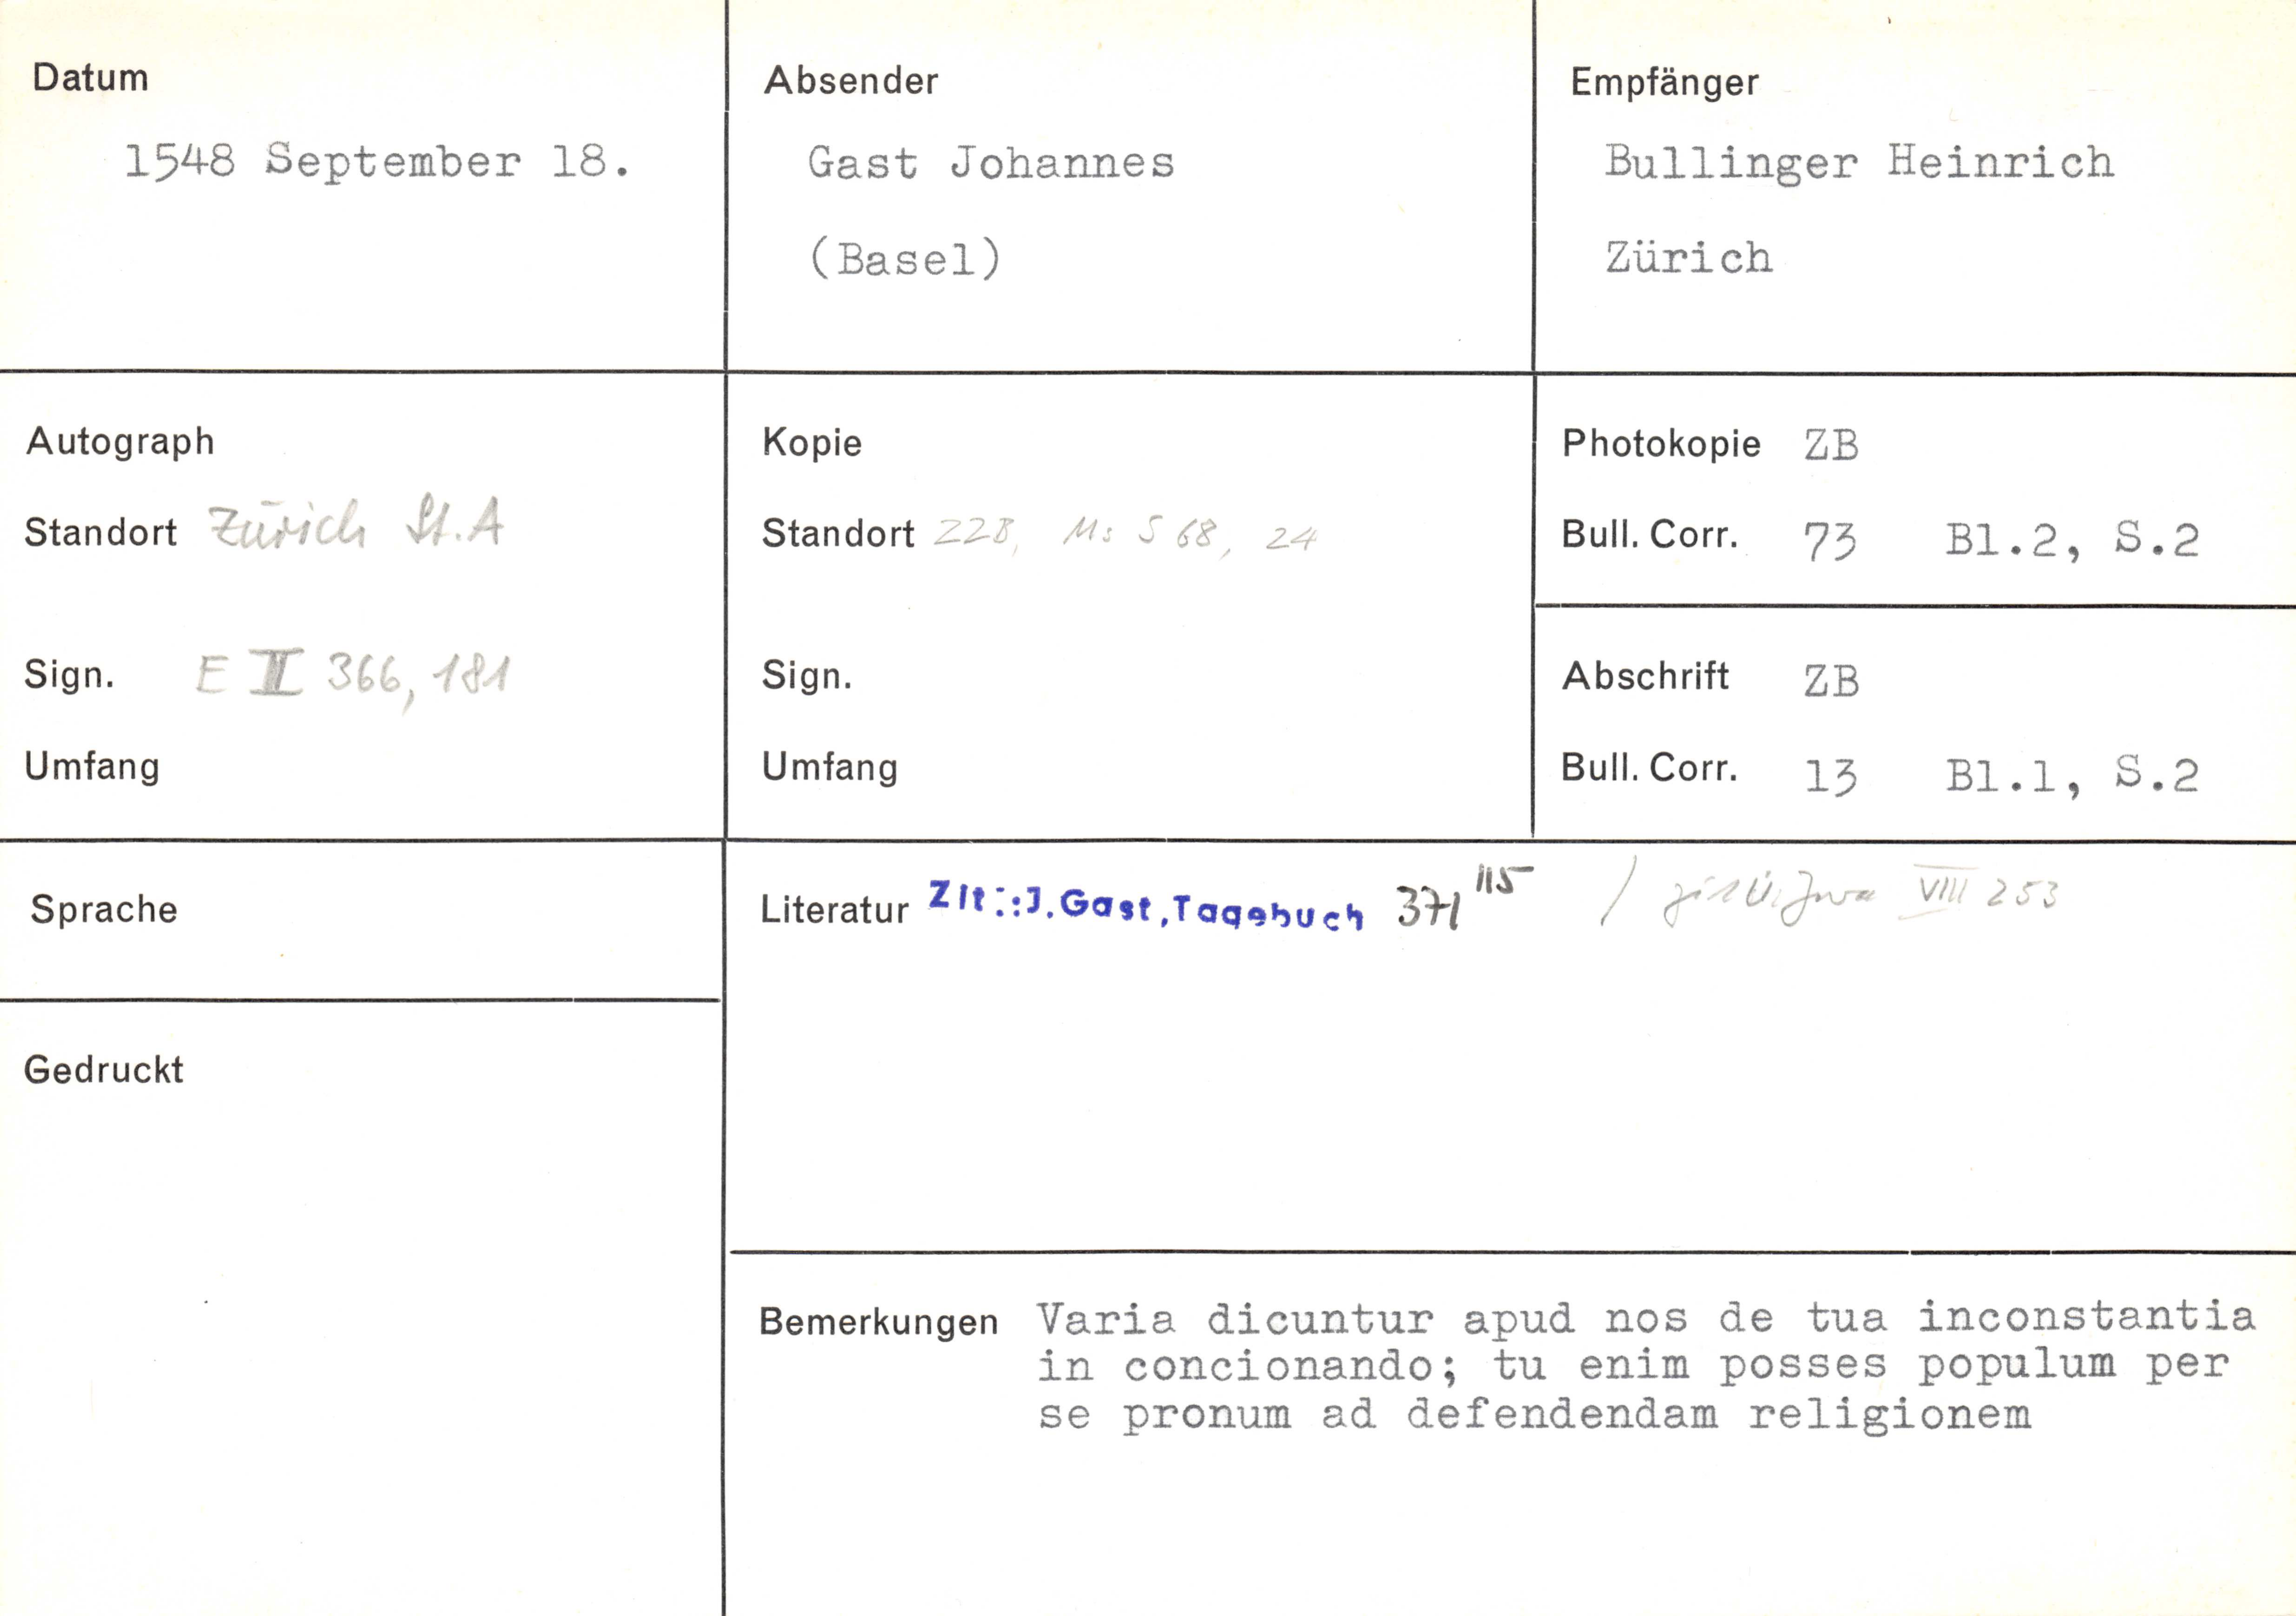 Datum
1548 September 18.
Absender
Gast Johannes
(Basel)
Empfänger
Bullinger Heinrich
Zürich
Autograph
Standort Zürich St.A
Sign. E II 366, 181
Umfang
Kopie
Standort ZZB, Ms S 68, 24
Sign.
Umfang
Photokopie ZB
Bull. Corr. 73 Bl.2, S.2
Abschrift ZB
Bull. Corr. 13 Bl.1, S.2
Sprache
Gedruckt
Literatur Zit.:J.Gast,Tagebuch 371 115 / VIII 253
Bemerkungen Varia dicuntur apud nos de tua inconstantia
in concionando; tu enim posses populum per
se pronum ad defendendam religionem